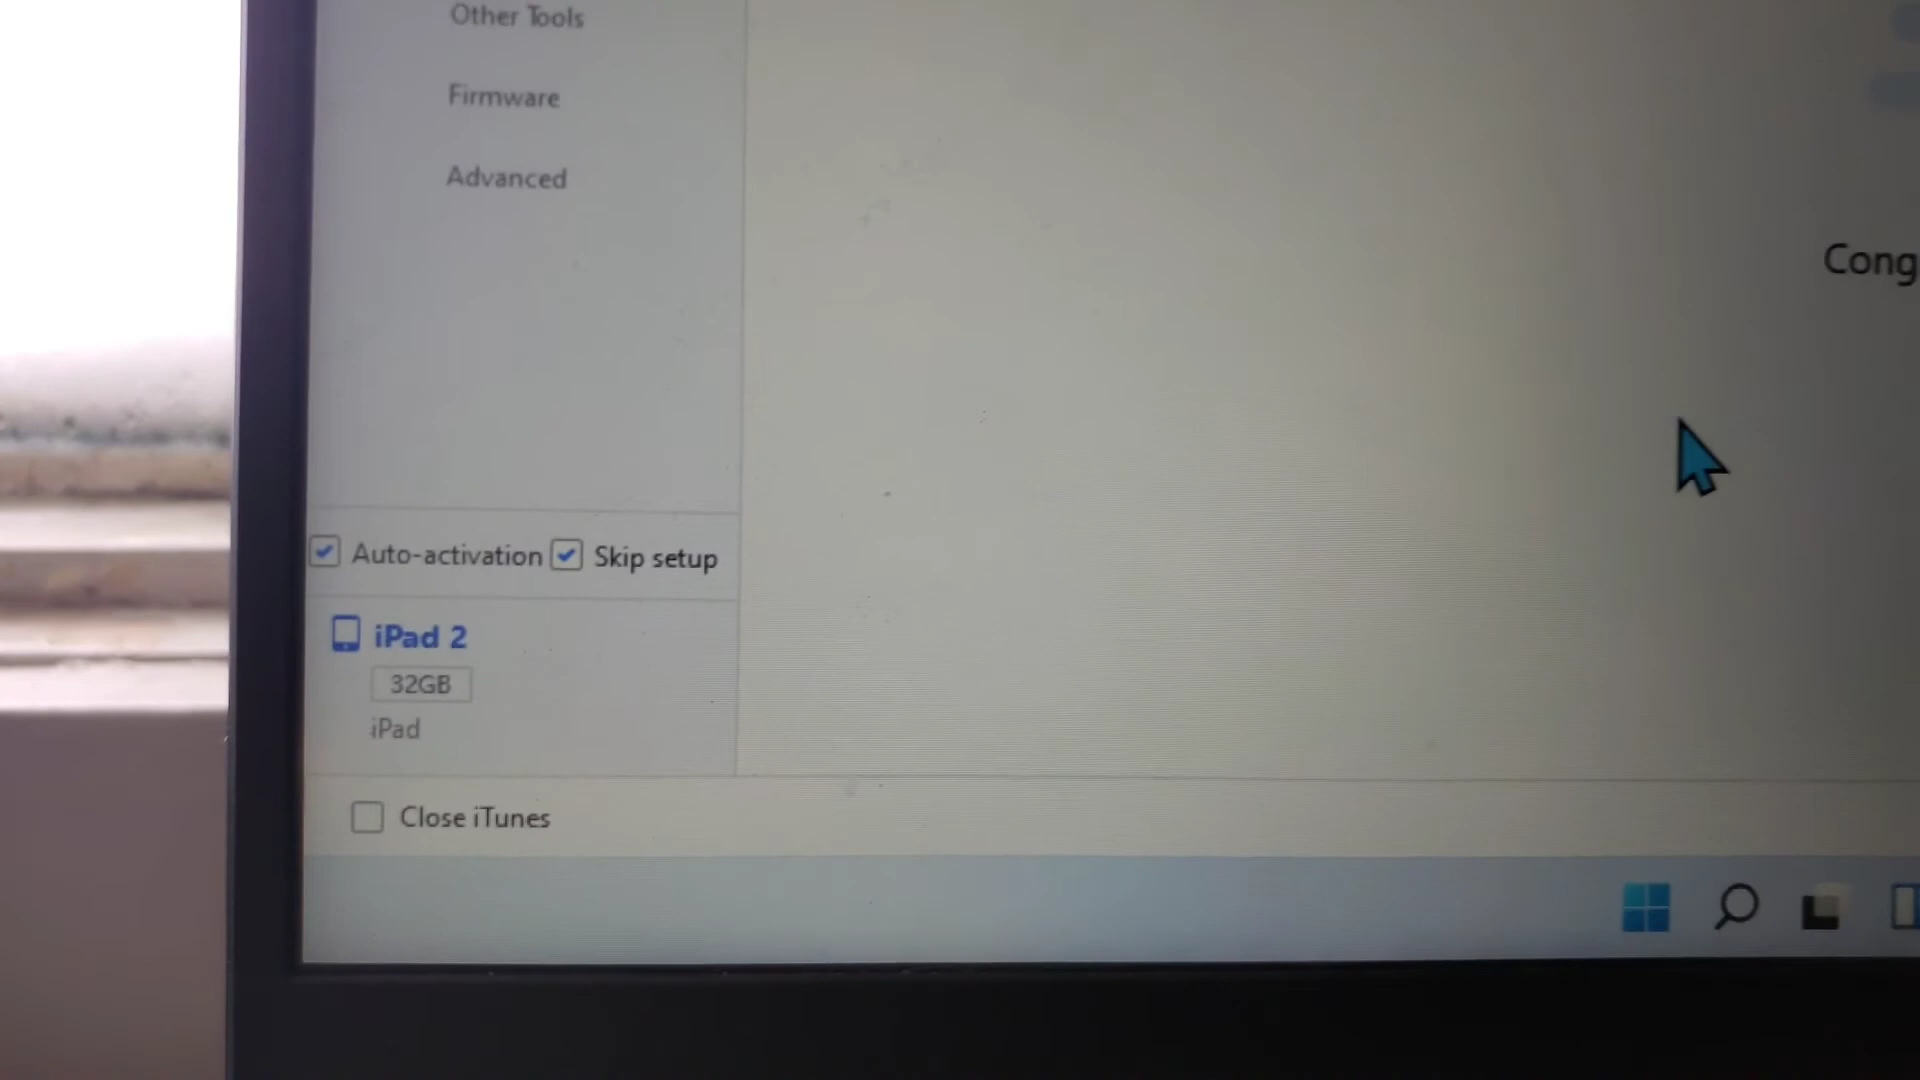 Other Tools
Firmware
Advanced
Cong
Auto-activation Skip setup
iPad 2
32GB
iPad
Close iTunes